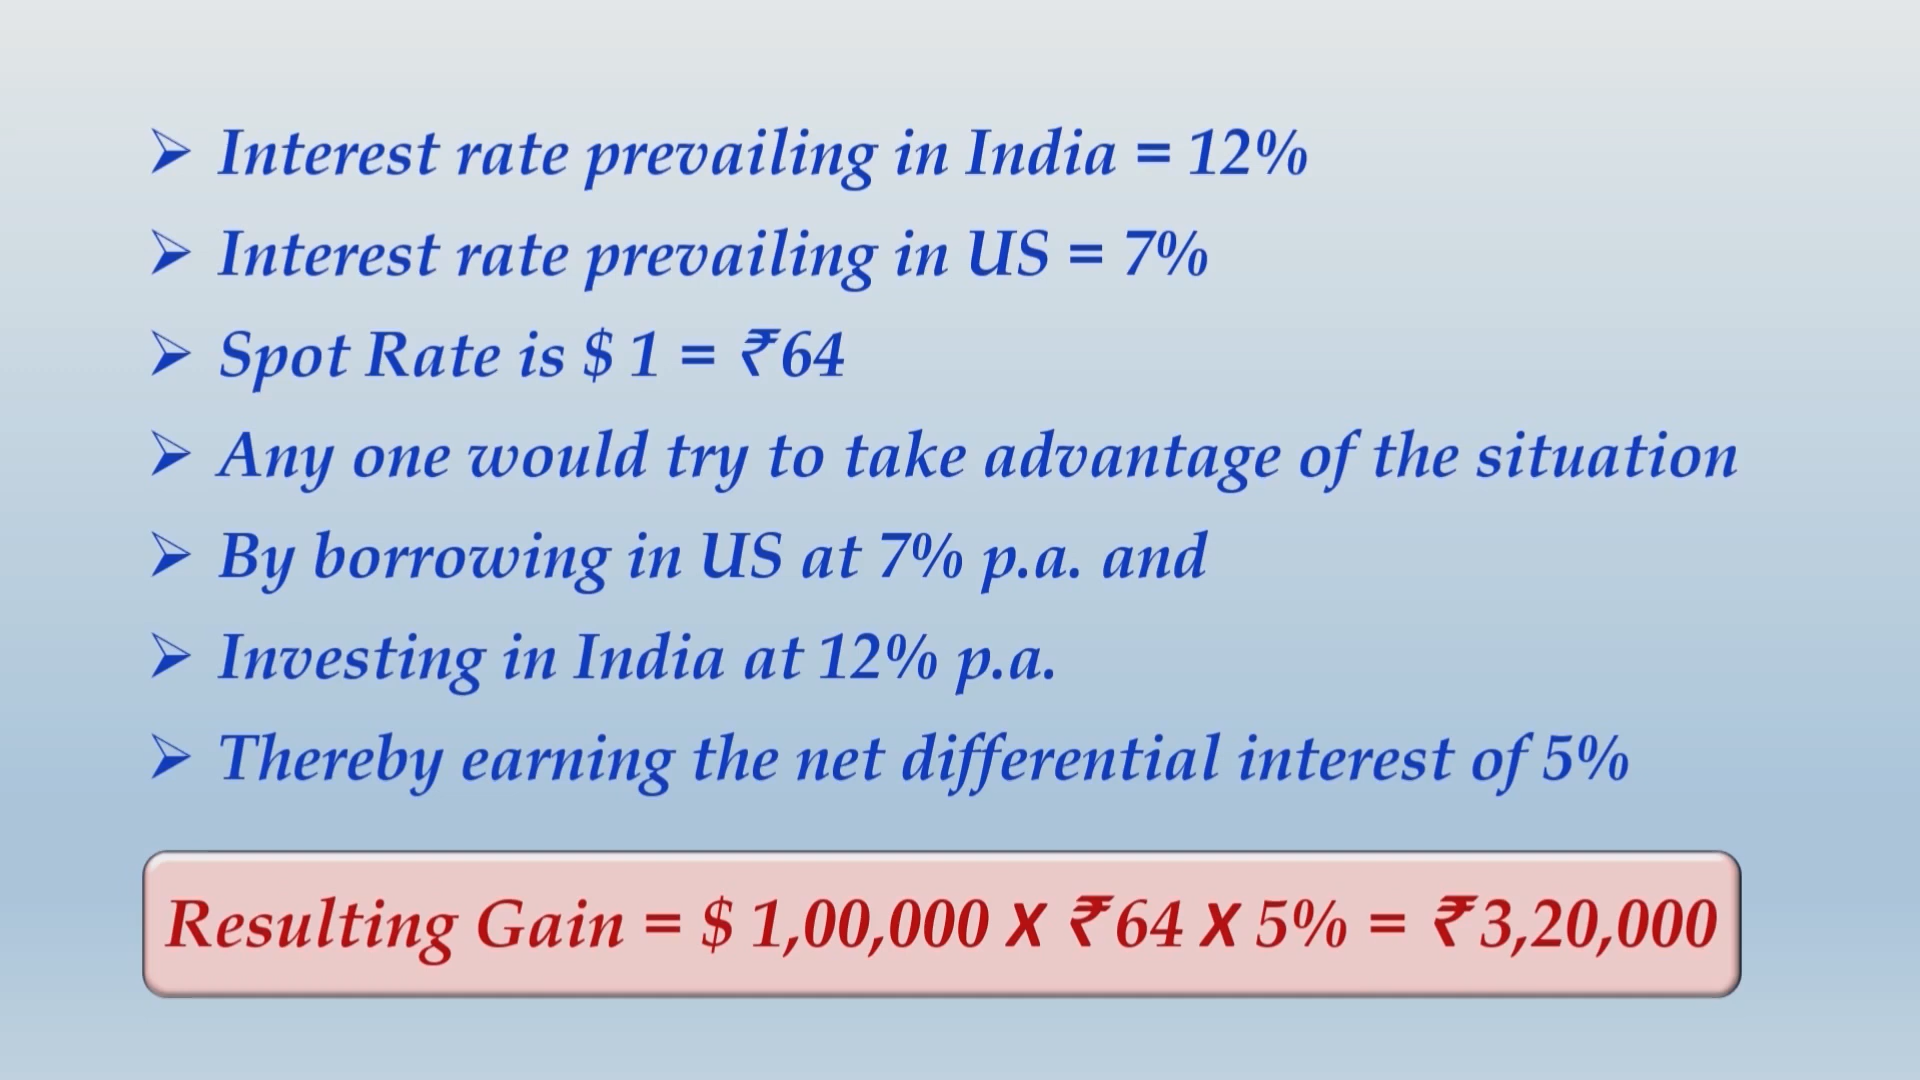 ➢ Interest rate prevailing in India = 12%
➢ Interest rate prevailing in US = 7%
➢ Spot Rate is $ 1 = ₹ 64
➢ Any one would try to take advantage of the situation
➢ By borrowing in US at 7% p.a. and
➢ Investing in India at 12% p.a.
➢ Thereby earning the net differential interest of 5%
Resulting Gain = $ 1,00,000 X ₹ 64 X 5% = ₹ 3,20,000